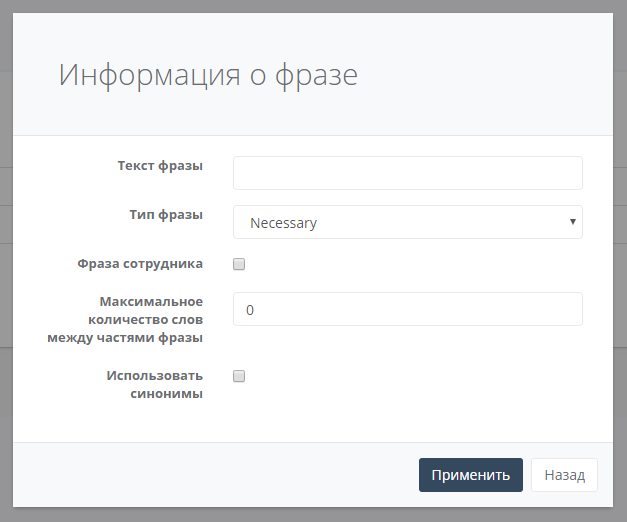 Информация о фразе
Текст фразы
Тип фразы
Necessary
Фраза сотрудника
Максимальное
количество слов
между частями фразы
0
Использовать
синонимы
Применить
Назад